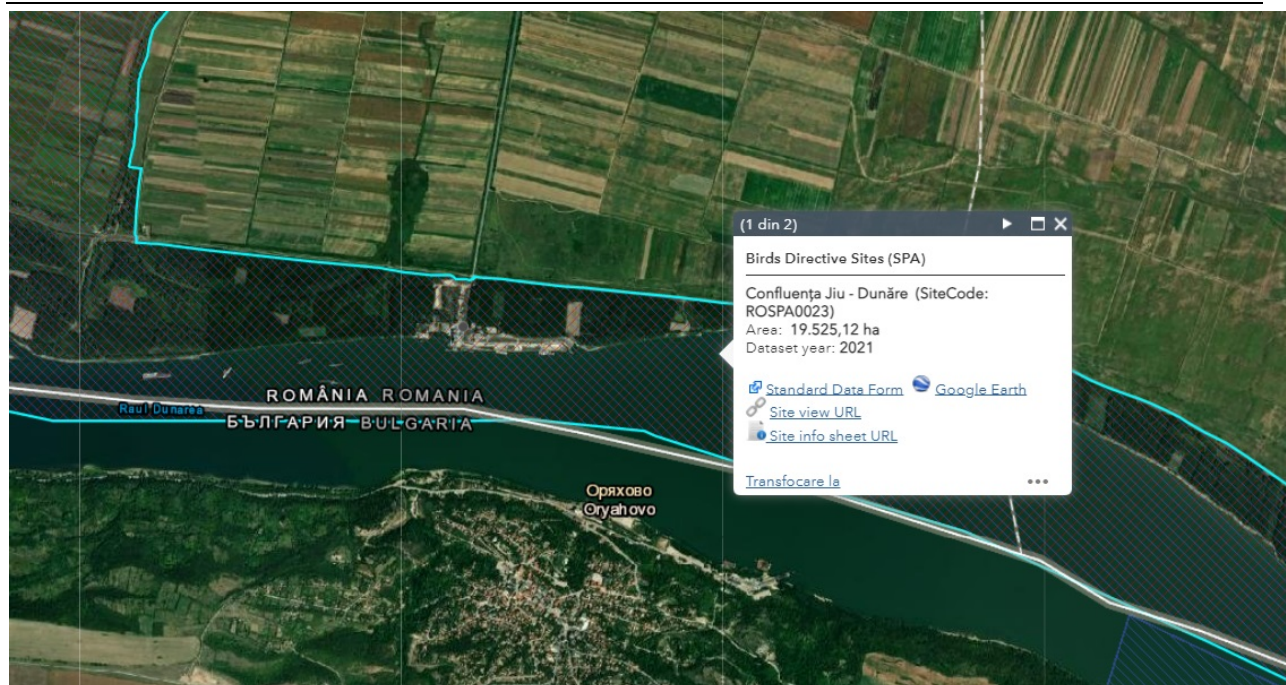 (1 din 2)
Birds Directive Sites (SPA)
Confluența Jiu - Dunăre (SiteCode:
ROSPA0023)
Area: 19.525,12 ha
Dataset year: 2021
Standard Data Form Google Earth
Site view URL
Site info sheet URL
Transfocare la
ROMÂNIA ROMANIA
Raul Dunarea
БЪЛГАРИЯ BULGARIA
Оряхово
Oryahovo